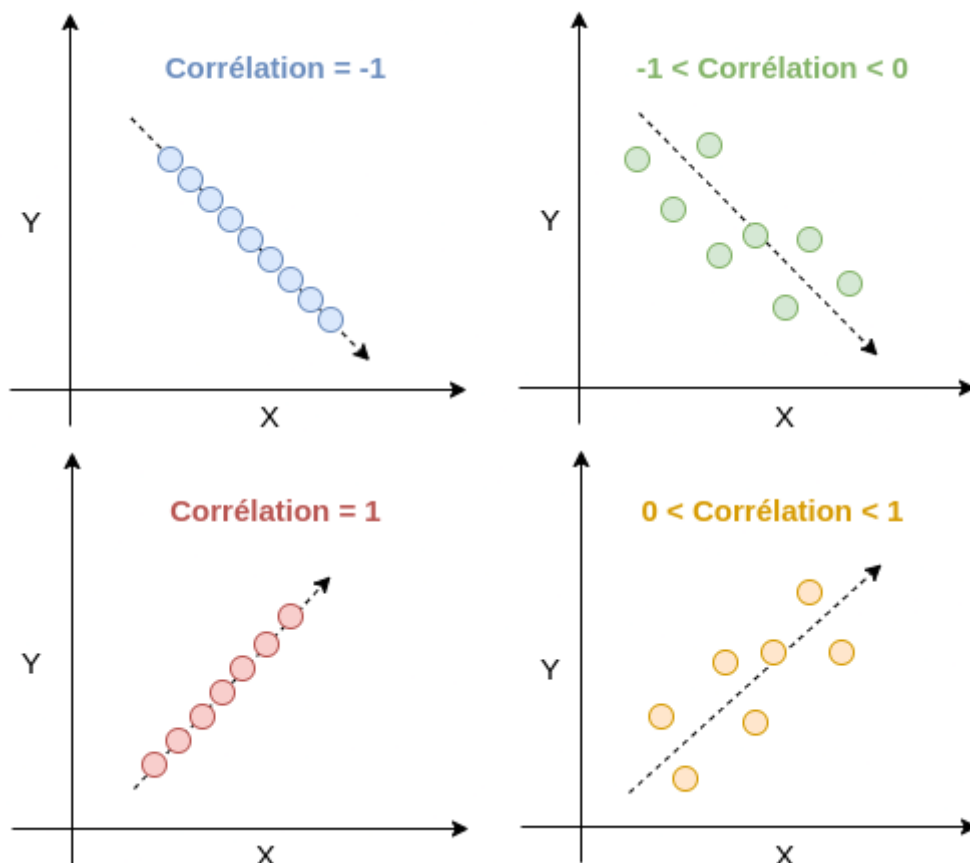 Corrélation = -1
Y
X
-1 < Corrélation < 0
Y
X
Corrélation = 1
Y
X
0 < Corrélation < 1
Y
X